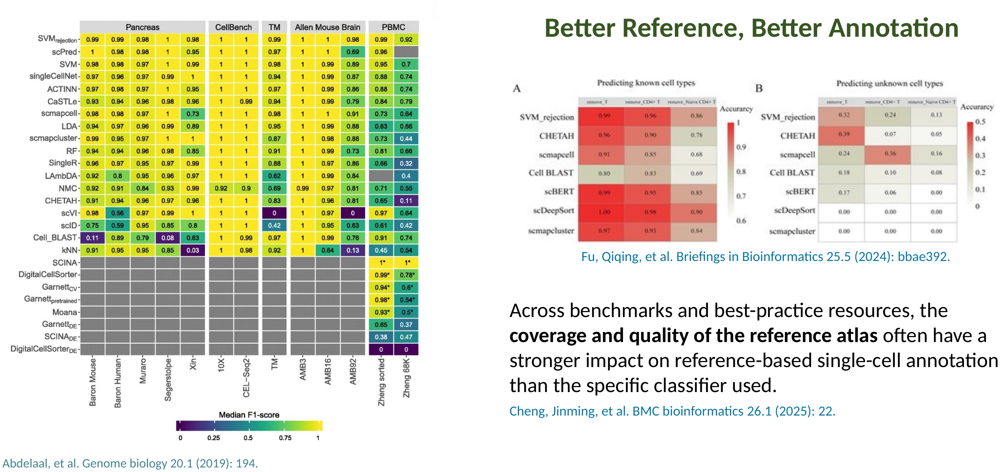 Better Reference, Better Annotation
Pancreas CellBench TM Allen Mouse Brain PBMC
SVMrejection 0.99 0.99 0.98 1 0.98 1 1 0.99 1 1 0.98 0.99 0.92
scPred 1 0.98 0.98 1 0.95 1 1 0.97 1 1 0.69 0.96
SVM 0.98 0.98 0.97 1 0.99 1 1 0.98 1 0.99 0.89 0.95 0.7
singleCellNet 0.97 0.96 0.97 0.99 1 1 1 0.94 1 0.99 0.87 0.88 0.74
ACTINN 0.97 0.98 0.97 1 0.95 1 1 0.97 1 0.99 0.86 0.88 0.74
CaSTLe 0.93 0.94 0.96 0.98 0.96 1 0.99 0.94 1 0.99 0.79 0.84 0.79
scmapcell 0.98 0.98 0.97 1 0.73 1 1 0.98 1 1 0.91 0.73 0.64
LDA 0.94 0.97 0.96 0.99 0.89 1 1 0.95 1 0.99 0.88 0.63 0.66
scmapcluster 0.99 0.95 0.97 1 1 1 1 0.87 1 0.98 0.88 0.73 0.44
RF 0.94 0.94 0.96 0.98 0.85 1 1 0.91 1 0.99 0.73 0.81 0.66
SingleR 0.96 0.97 0.95 0.97 0.99 1 1 0.88 1 0.97 0.86 0.66 0.32
LAmbDA 0.92 0.8 0.95 0.96 0.97 1 1 0.62 1 0.99 0.84 0.4
NMC 0.92 0.91 0.84 0.93 0.99 0.92 0.9 0.69 0.99 0.97 0.81 0.71 0.55
CHETAH 0.91 0.94 0.96 0.97 0.96 1 1 0.83 1 0.96 0.81 0.65 0.11
scVI 0.98 0.56 0.97 0.99 1 1 1 0 1 0.97 0 0.97 0.64
scID 0.75 0.59 0.95 0.85 0.8 1 1 0.42 1 0.95 0.63 0.61 0.42
Cell_BLAST 0.11 0.89 0.79 0.08 0.63 1 0.99 0.97 1 0.99 0.76 0.91 0.74
kNN 0.91 0.95 0.95 0.85 0.03 1 0.98 0.92 1 0.64 0.13 0.45 0.54
SCINA 1* 1*
DigitalCellSorter 0.99* 0.78*
GarnettCV 0.94* 0.6*
Garnettpretrained 0.98* 0.54*
Moana 0.93* 0.5*
GarnettDE 0.65 0.37
SCINADE 0.38 0.47
DigitalCellSorterDE 0 0
Baron Mouse
Baron Human
Muraro
Segerstolpe
Xin
10X
CEL-Seq2
TM
AMB3
AMB16
AMB92
Zheng sorted
Zheng 68K
Median F1-score
0 0.25 0.5 0.75 1
Abdelaal, et al. Genome biology 20.1 (2019): 194.
A
Predicting known cell types
remove_T remove_CD4+ T remove_Naive CD4+ T
SVM_rejection 0.99 0.96 0.86
CHETAH 0.96 0.90 0.78
scmapcell 0.91 0.85 0.68
Cell BLAST 0.80 0.83 0.69
scBERT 0.99 0.95 0.85
scDeepSort 1.00 0.98 0.90
scmapcluster 0.97 0.93 0.84
Accurarcy
1
0.9
0.8
0.7
0.6
B
Predicting unknown cell types
remove_T remove_CD4+ T remove_Naive CD4+ T
SVM_rejection 0.32 0.24 0.13
CHETAH 0.39 0.07 0.05
scmapcell 0.24 0.36 0.16
Cell BLAST 0.18 0.10 0.08
scBERT 0.17 0.06 0.00
scDeepSort 0.00 0.00 0.00
scmapcluster 0.00 0.00 0.00
Accurarcy
0.5
0.4
0.3
0.2
0.1
0
Fu, Qiqing, et al. Briefings in Bioinformatics 25.5 (2024): bbae392.
Across benchmarks and best-practice resources, the
coverage and quality of the reference atlas often have a
stronger impact on reference-based single-cell annotation
than the specific classifier used.
Cheng, Jinming, et al. BMC bioinformatics 26.1 (2025): 22.